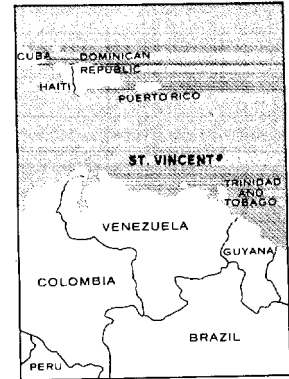 CUBA
DOMINICAN
REPUBLIC
HAITI
PUERTO RICO
ST. VINCENT
TRINIDAD
AND
TOBAGO
VENEZUELA
GUYANA
COLOMBIA
BRAZIL
PERU